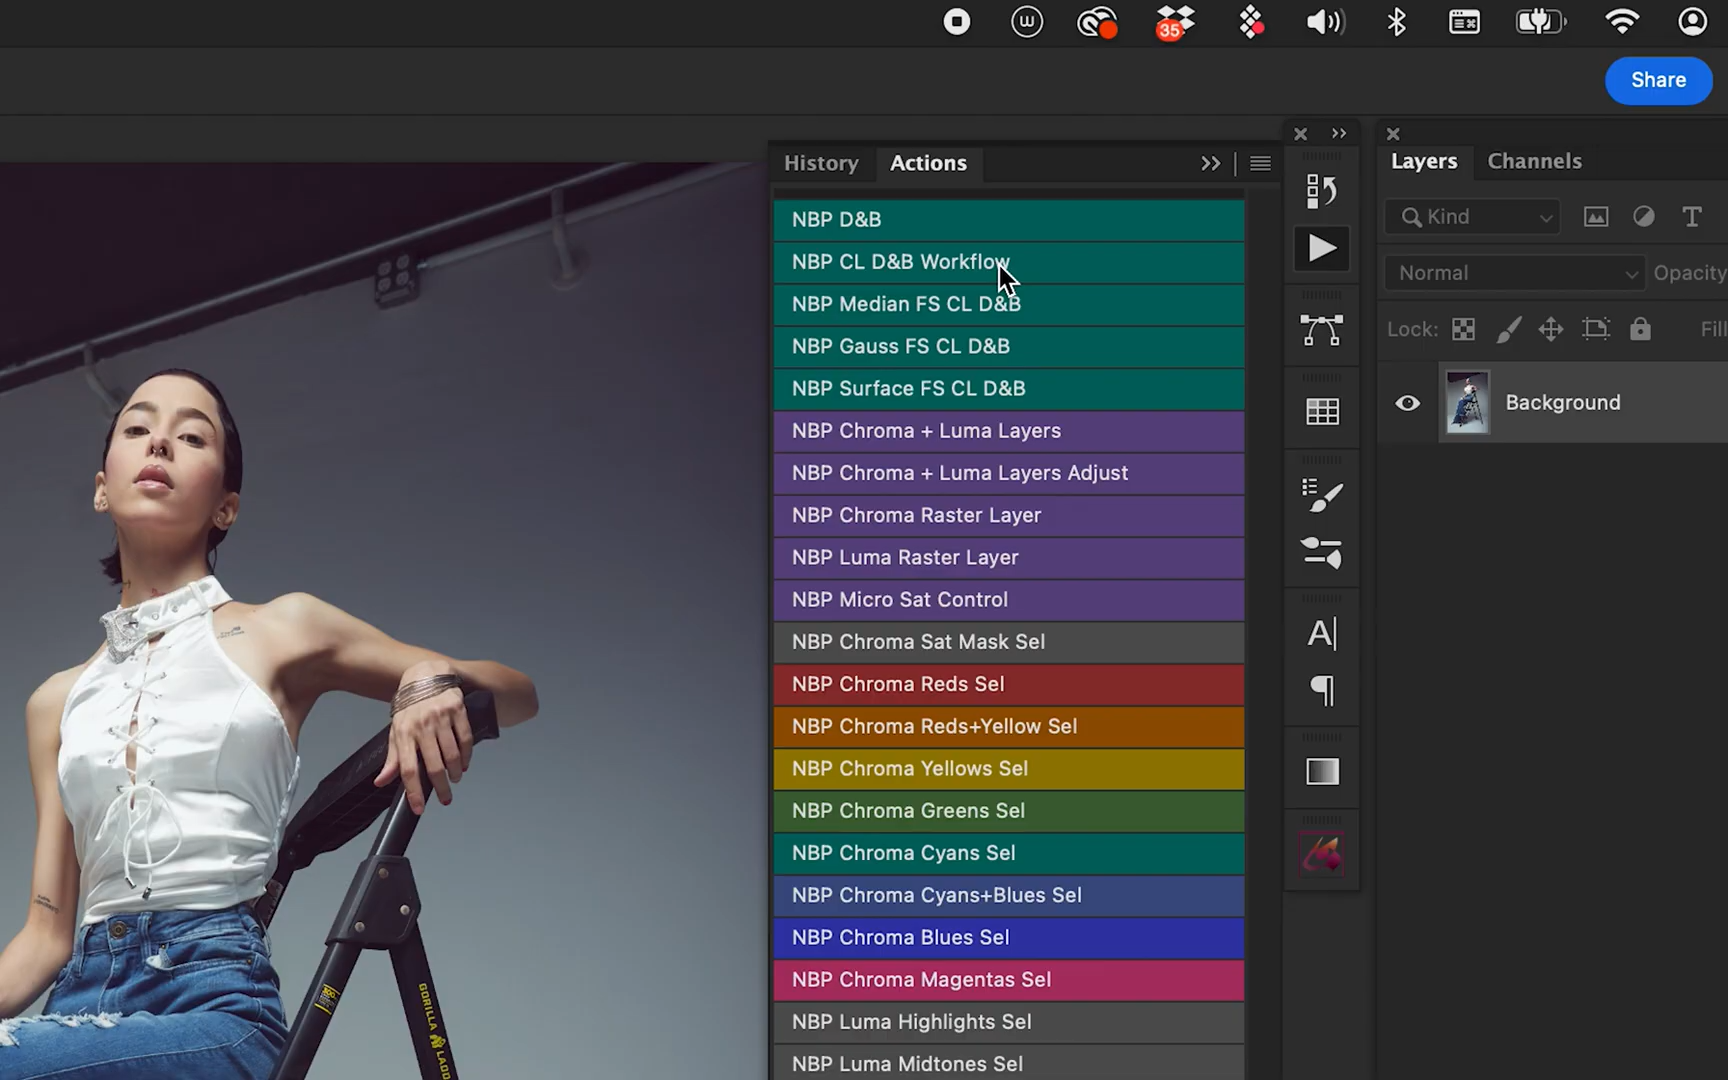 35
Share
History
Actions
Layers
Channels
NBP D&B
NBP CL D&B Workflow
NBP Median FS CL D&B
NBP Gauss FS CL D&B
NBP Surface FS CL D&B
NBP Chroma + Luma Layers
NBP Chroma + Luma Layers Adjust
NBP Chroma Raster Layer
NBP Luma Raster Layer
NBP Micro Sat Control
NBP Chroma Sat Mask Sel
NBP Chroma Reds Sel
NBP Chroma Reds+Yellow Sel
NBP Chroma Yellows Sel
NBP Chroma Greens Sel
NBP Chroma Cyans Sel
NBP Chroma Cyans+Blues Sel
NBP Chroma Blues Sel
NBP Chroma Magentas Sel
NBP Luma Highlights Sel
NBP Luma Midtones Sel
Kind
Normal
Opacity
Lock:
Fill
Background
300
GORILLA LADD